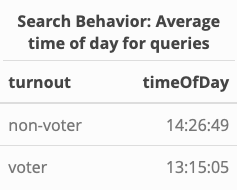 Search Behavior: Average
time of day for queries
turnout timeOfDay
non-voter 14:26:49
voter 13:15:05